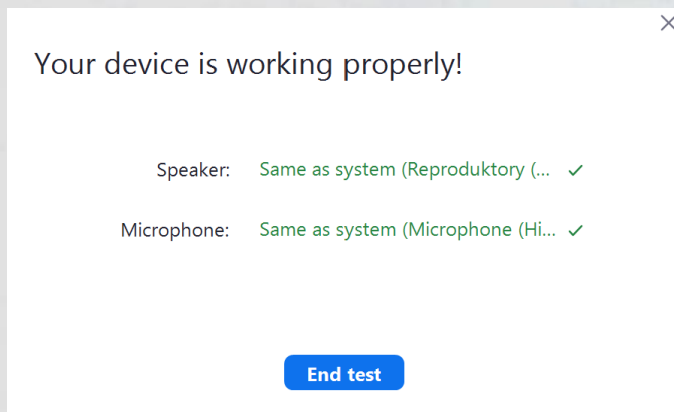 Your device is working properly!
Speaker: Same as system (Reproduktory (...
Microphone: Same as system (Microphone (Hi...
End test